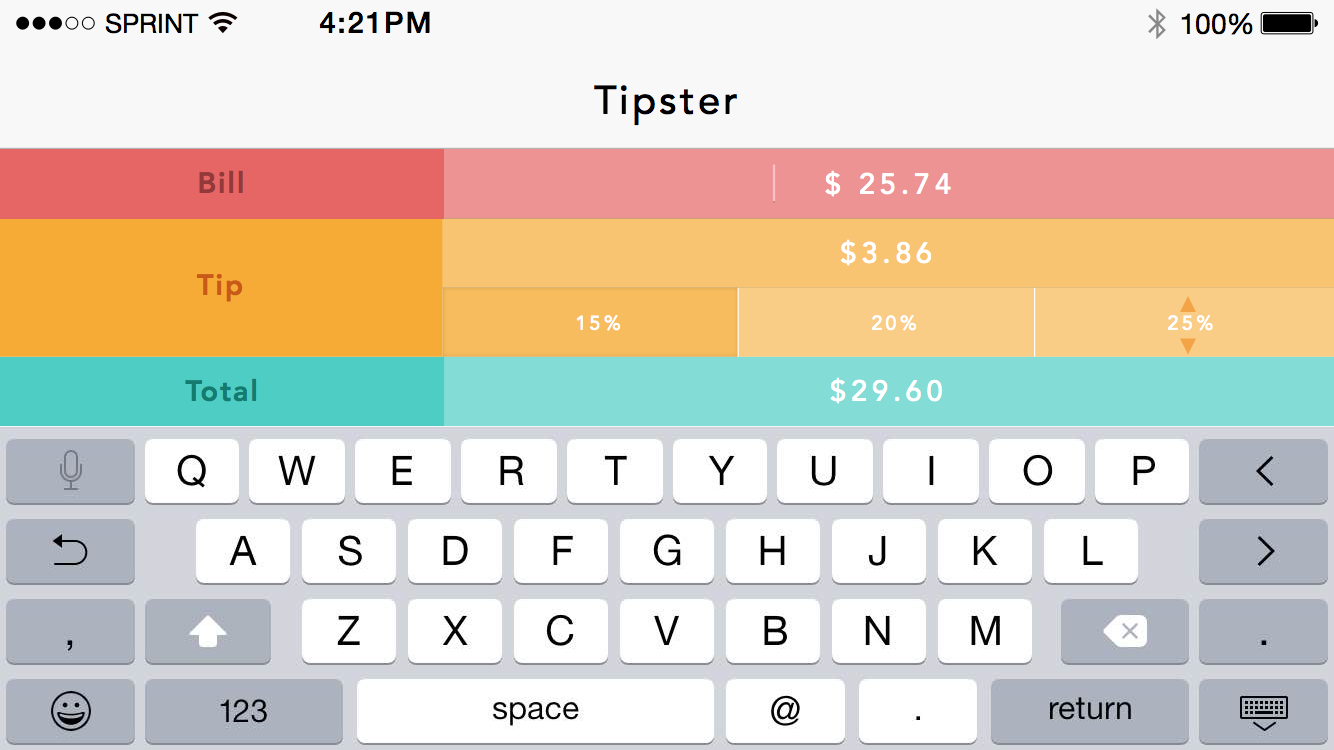 SPRINT 4:21PM 100%
Tipster
Bill $ 25.74
Tip $3.86
15% 20% 25%
Total $29.60
Q W E R T Y U I O P <
A S D F G H J K L >
, Z X C V B N M .
123 space @ . return